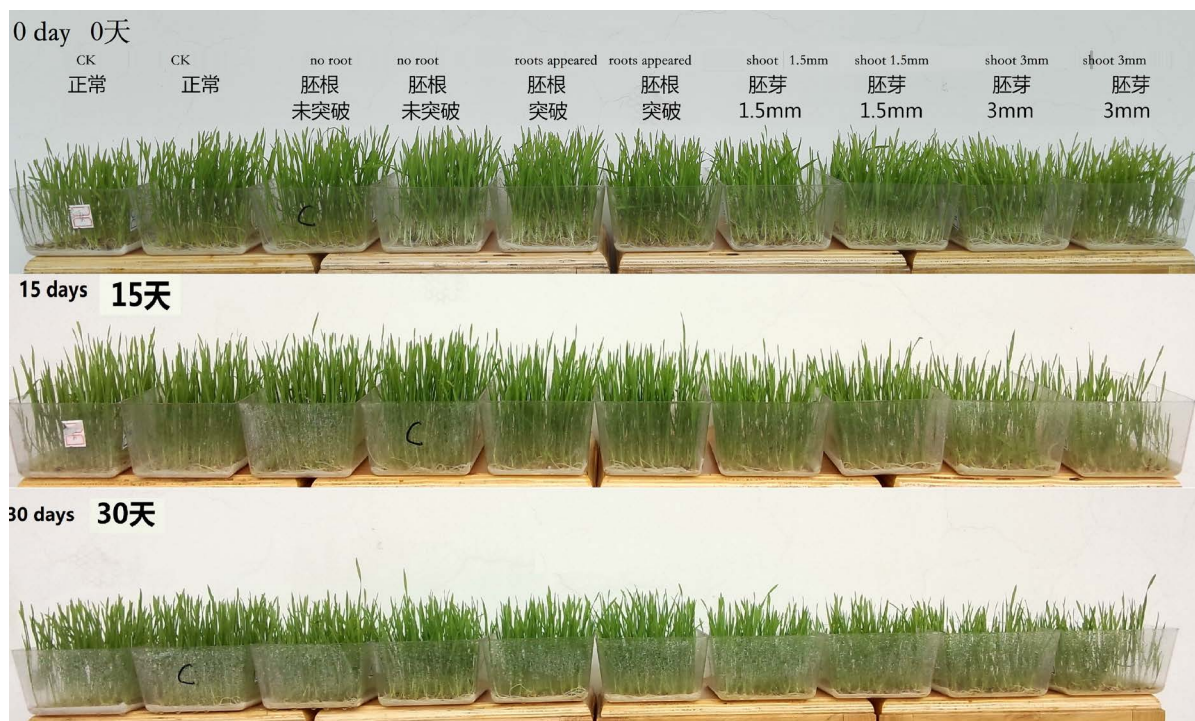 0 day 0天
CK CK no root no root roots appeared roots appeared shoot 1.5mm shoot 1.5mm shoot 3mm shoot 3mm
正常 正常 胚根 胚根 胚根 胚根 胚芽 胚芽 胚芽 胚芽
未突破 未突破 突破 突破 1.5mm 1.5mm 3mm 3mm
C
15 days 15天
C
30 days 30天
C